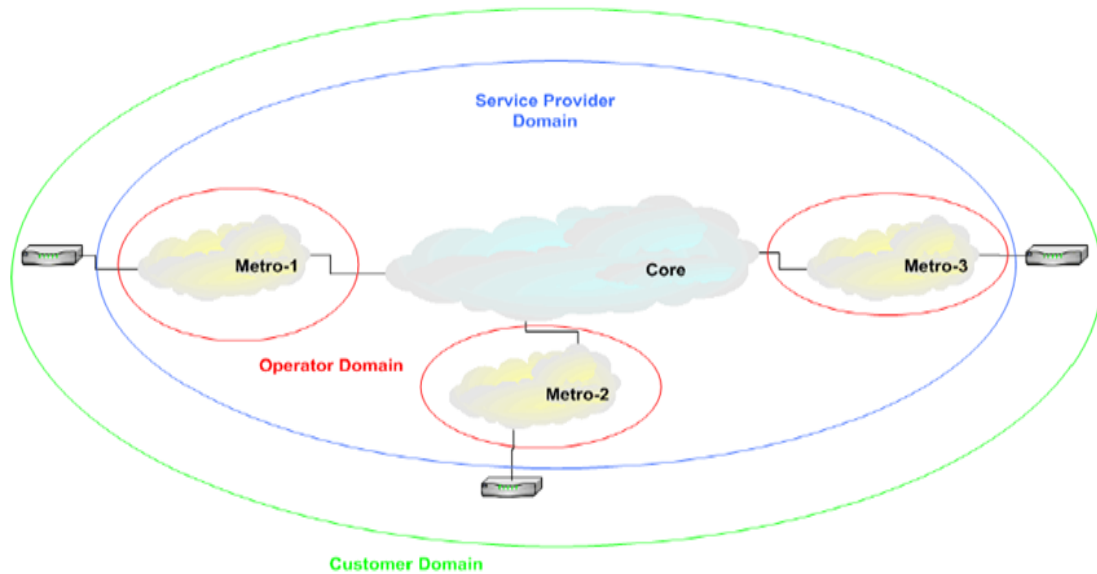 Service Provider
Domain
Metro-1
Core
Metro-3
Operator Domain
Metro-2
Customer Domain